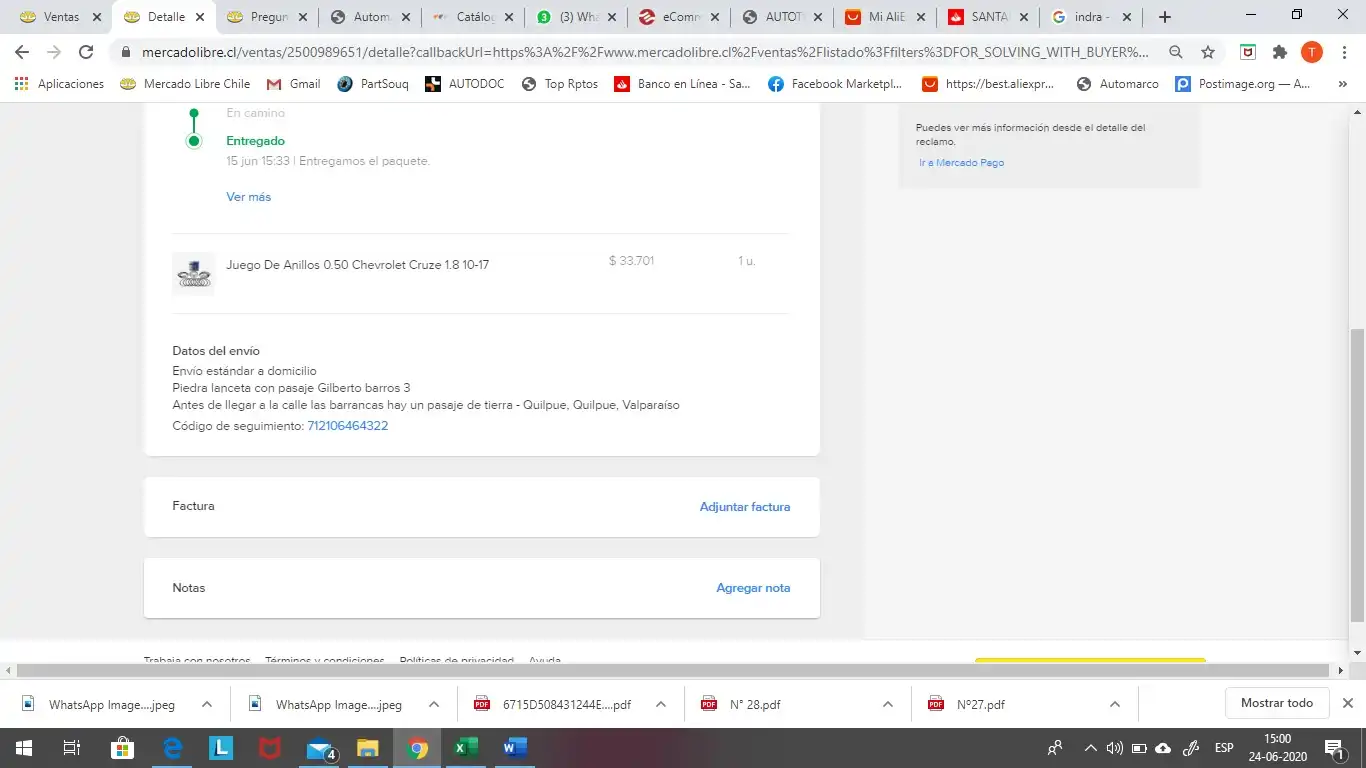 Ventas
Detalle
Pregun
Autom
Catálog
(3) Wha
eComm
AUTOT
Mi AliE
SANTA
indra -
mercadolibre.cl/ventas/2500989651/detalle?callbackUrl=https%3A%2F%2Fwww.mercadolibre.cl%2Fventas%2Flistado%3Ffilters%3DFOR_SOLVING_WITH_BUYER%...
T
Aplicaciones
Mercado Libre Chile
Gmail
PartSouq
AUTODOC
Top Rptos
Banco en Línea - Sa...
Facebook Marketpl...
https://best.aliexpr...
Automarco
Postimage.org — A...
»
En camino
Entregado
15 jun 15:33 | Entregamos el paquete.
Ver más
Puedes ver más información desde el detalle del
reclamo.
Ir a Mercado Pago
Juego De Anillos 0.50 Chevrolet Cruze 1.8 10-17 $ 33.701 1 u.
Datos del envío
Envío estándar a domicilio
Piedra lanceta con pasaje Gilberto barros 3
Antes de llegar a la calle las barrancas hay un pasaje de tierra - Quilpue, Quilpue, Valparaíso
Código de seguimiento: 712106464322
Factura Adjuntar factura
Notas Agregar nota
Trabaja con nosotros Términos y condiciones Políticas de privacidad Ayuda
WhatsApp Image....jpeg
WhatsApp Image....jpeg
6715D508431244E....pdf
N° 28.pdf
Nº27.pdf
Mostrar todo
4
ESP
15:00
24-06-2020
1